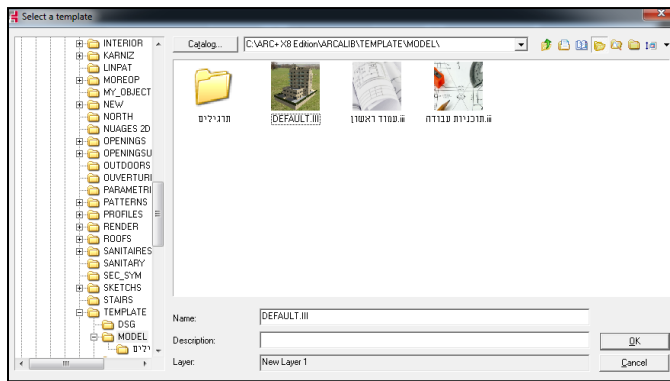 Select a template
INTERIOR
KARNIZ
LINPAT
MOREOP
MY_OBJECT
NEW
NORTH
NUAGES 2D
OPENINGS
OPENINGSU
OUTDOORS
OUVERTURI
PARAMETRI
PATTERNS
PROFILES
RENDER
ROOFS
SANITAIRES
SANITARY
SEC_SYM
SKETCHS
STAIRS
TEMPLATE
DSG
MODEL
Catalog... C:\ARC+ X8 Edition\ARCALIB\TEMPLATE\MODEL\
תרגילים DEFAULT.III עמוד ראשון.iii תוכניות עבודה.iii
Name: DEFAULT.III
Description:
Layer: New Layer 1
OK
Cancel